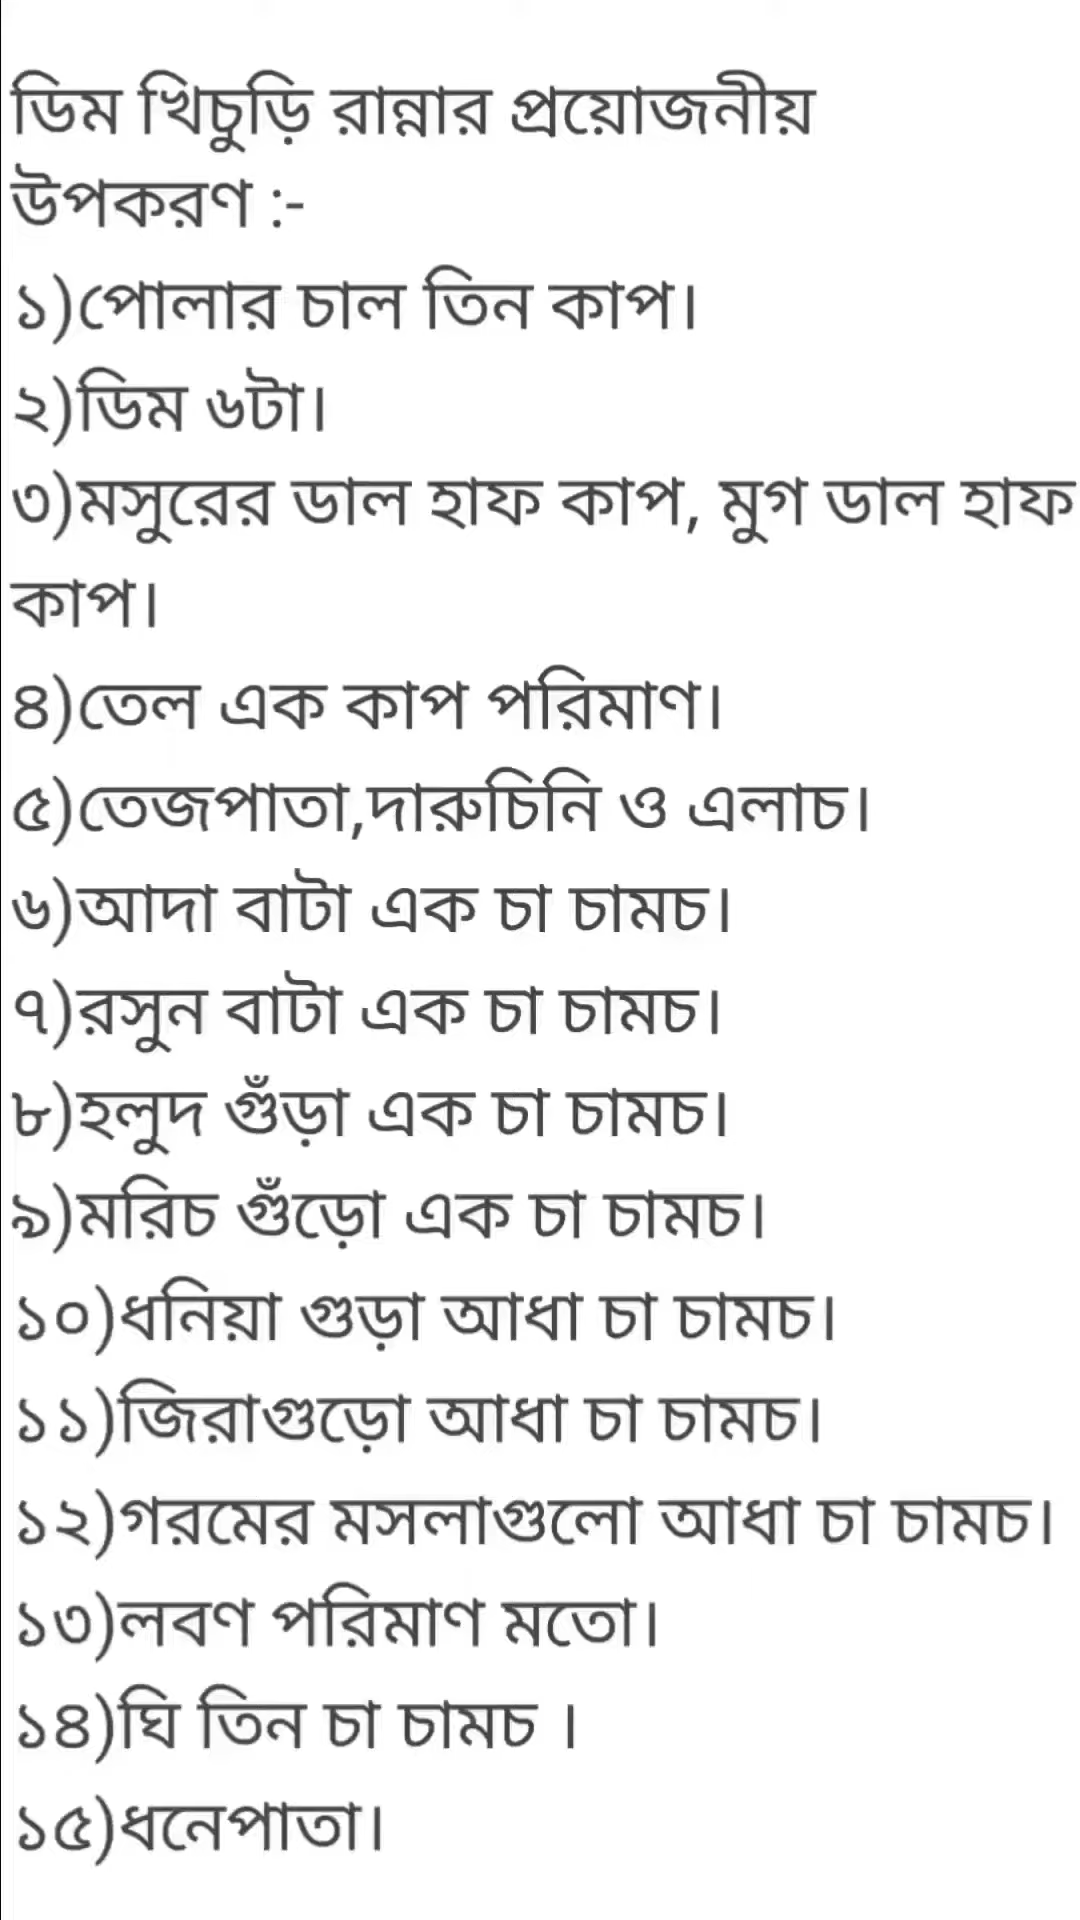 ডিম খিচুড়ি রান্নার প্রয়োজনীয়
উপকরণ :-
১)পোলার চাল তিন কাপ।
২)ডিম ৬টা।
৩)মসুরের ডাল হাফ কাপ, মুগ ডাল হাফ
কাপ।
৪)তেল এক কাপ পরিমাণ।
৫)তেজপাতা,দারুচিনি ও এলাচ।
৬)আদা বাটা এক চা চামচ।
৭)রসুন বাটা এক চা চামচ।
৮)হলুদ গুঁড়া এক চা চামচ।
৯)মরিচ গুঁড়ো এক চা চামচ।
১০)ধনিয়া গুড়া আধা চা চামচ।
১১)জিরাগুড়ো আধা চা চামচ।
১২)গরমের মসলাগুলো আধা চা চামচ।
১৩)লবণ পরিমাণ মতো।
১৪)ঘি তিন চা চামচ ।
১৫)ধনেপাতা।